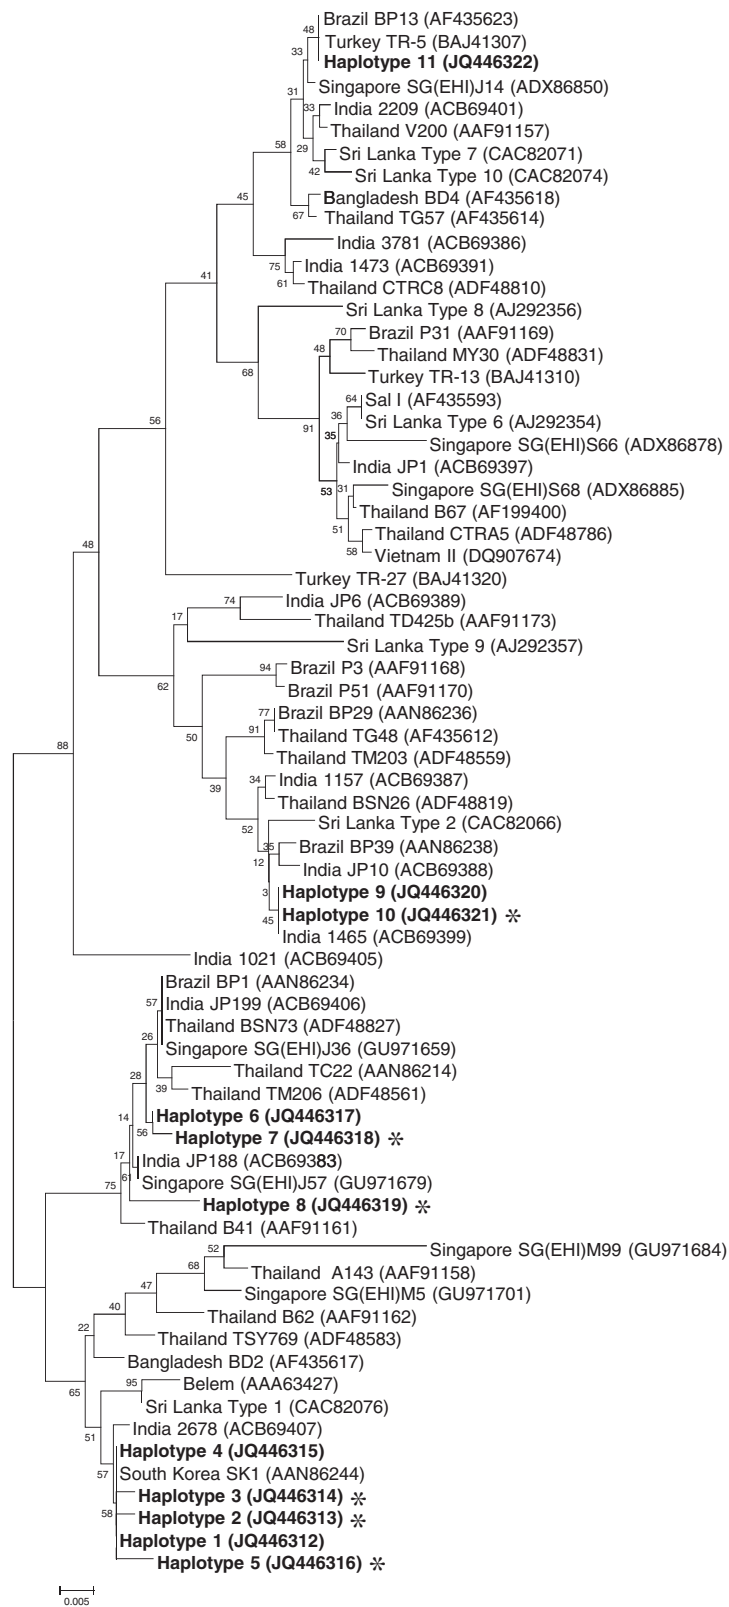 Brazil BP13 (AF435623)
48
Turkey TR-5 (BAJ41307)
33
Haplotype 11 (JQ446322)
Singapore SG(EHI)J14 (ADX86850)
31
India 2209 (ACB69401)
33
Thailand V200 (AAF91157)
58
29
Sri Lanka Type 7 (CAC82071)
42
Sri Lanka Type 10 (CAC82074)
45
Bangladesh BD4 (AF435618)
67
Thailand TG57 (AF435614)
India 3781 (ACB69386)
75
India 1473 (ACB69391)
41
61
Thailand CTRC8 (ADF48810)
Sri Lanka Type 8 (AJ292356)
70
Brazil P31 (AAF91169)
48
Thailand MY30 (ADF48831)
68
Turkey TR-13 (BAJ41310)
64
Sal I (AF435593)
56
36
Sri Lanka Type 6 (AJ292354)
91
35
Singapore SG(EHI)S66 (ADX86878)
India JP1 (ACB69397)
53
31
Singapore SG(EHI)S68 (ADX86885)
Thailand B67 (AF199400)
51
Thailand CTRA5 (ADF48786)
48
58
Vietnam II (DQ907674)
Turkey TR-27 (BAJ41320)
74
India JP6 (ACB69389)
17
Thailand TD425b (AAF91173)
Sri Lanka Type 9 (AJ292357)
94
Brazil P3 (AAF91168)
62
Brazil P51 (AAF91170)
77
Brazil BP29 (AAN86236)
91
Thailand TG48 (AF435612)
50
88
Thailand TM203 (ADF48559)
34
India 1157 (ACB69387)
39
Thailand BSN26 (ADF48819)
Sri Lanka Type 2 (CAC82066)
52
35
Brazil BP39 (AAN86238)
12
India JP10 (ACB69388)
3
Haplotype 9 (JQ446320)
45
Haplotype 10 (JQ446321) *
India 1465 (ACB69399)
India 1021 (ACB69405)
Brazil BP1 (AAN86234)
57
India JP199 (ACB69406)
Thailand BSN73 (ADF48827)
26
Singapore SG(EHI)J36 (GU971659)
28
Thailand TC22 (AAN86214)
39
Thailand TM206 (ADF48561)
14
Haplotype 6 (JQ446317)
56
Haplotype 7 (JQ446318) *
17
India JP188 (ACB69383)
61
75
Singapore SG(EHI)J57 (GU971679)
Haplotype 8 (JQ446319) *
Thailand B41 (AAF91161)
52
Singapore SG(EHI)M99 (GU971684)
68
Thailand A143 (AAF91158)
47
Singapore SG(EHI)M5 (GU971701)
40
Thailand B62 (AAF91162)
22
Thailand TSY769 (ADF48583)
Bangladesh BD2 (AF435617)
65
95
Belem (AAA63427)
Sri Lanka Type 1 (CAC82076)
51
India 2678 (ACB69407)
Haplotype 4 (JQ446315)
57
South Korea SK1 (AAN86244)
Haplotype 3 (JQ446314) *
58
Haplotype 2 (JQ446313) *
Haplotype 1 (JQ446312)
Haplotype 5 (JQ446316) *
0.005